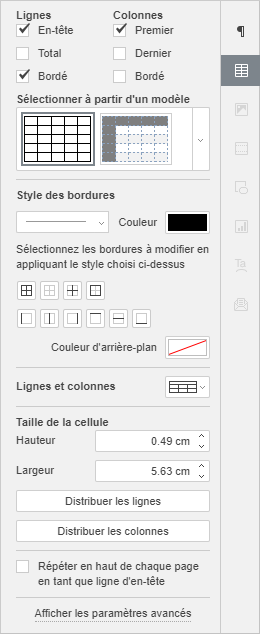 Lignes Colonnes
En-tête Premier
Total Dernier
Bordé Bordé
Sélectionner à partir d'un modèle
Style des bordures
Couleur
Sélectionnez les bordures à modifier en
appliquant le style choisi ci-dessus
Couleur d'arrière-plan
Lignes et colonnes
Taille de la cellule
Hauteur 0.49 cm
Largeur 5.63 cm
Distribuer les lignes
Distribuer les colonnes
Répéter en haut de chaque page
en tant que ligne d'en-tête
Afficher les paramètres avancés